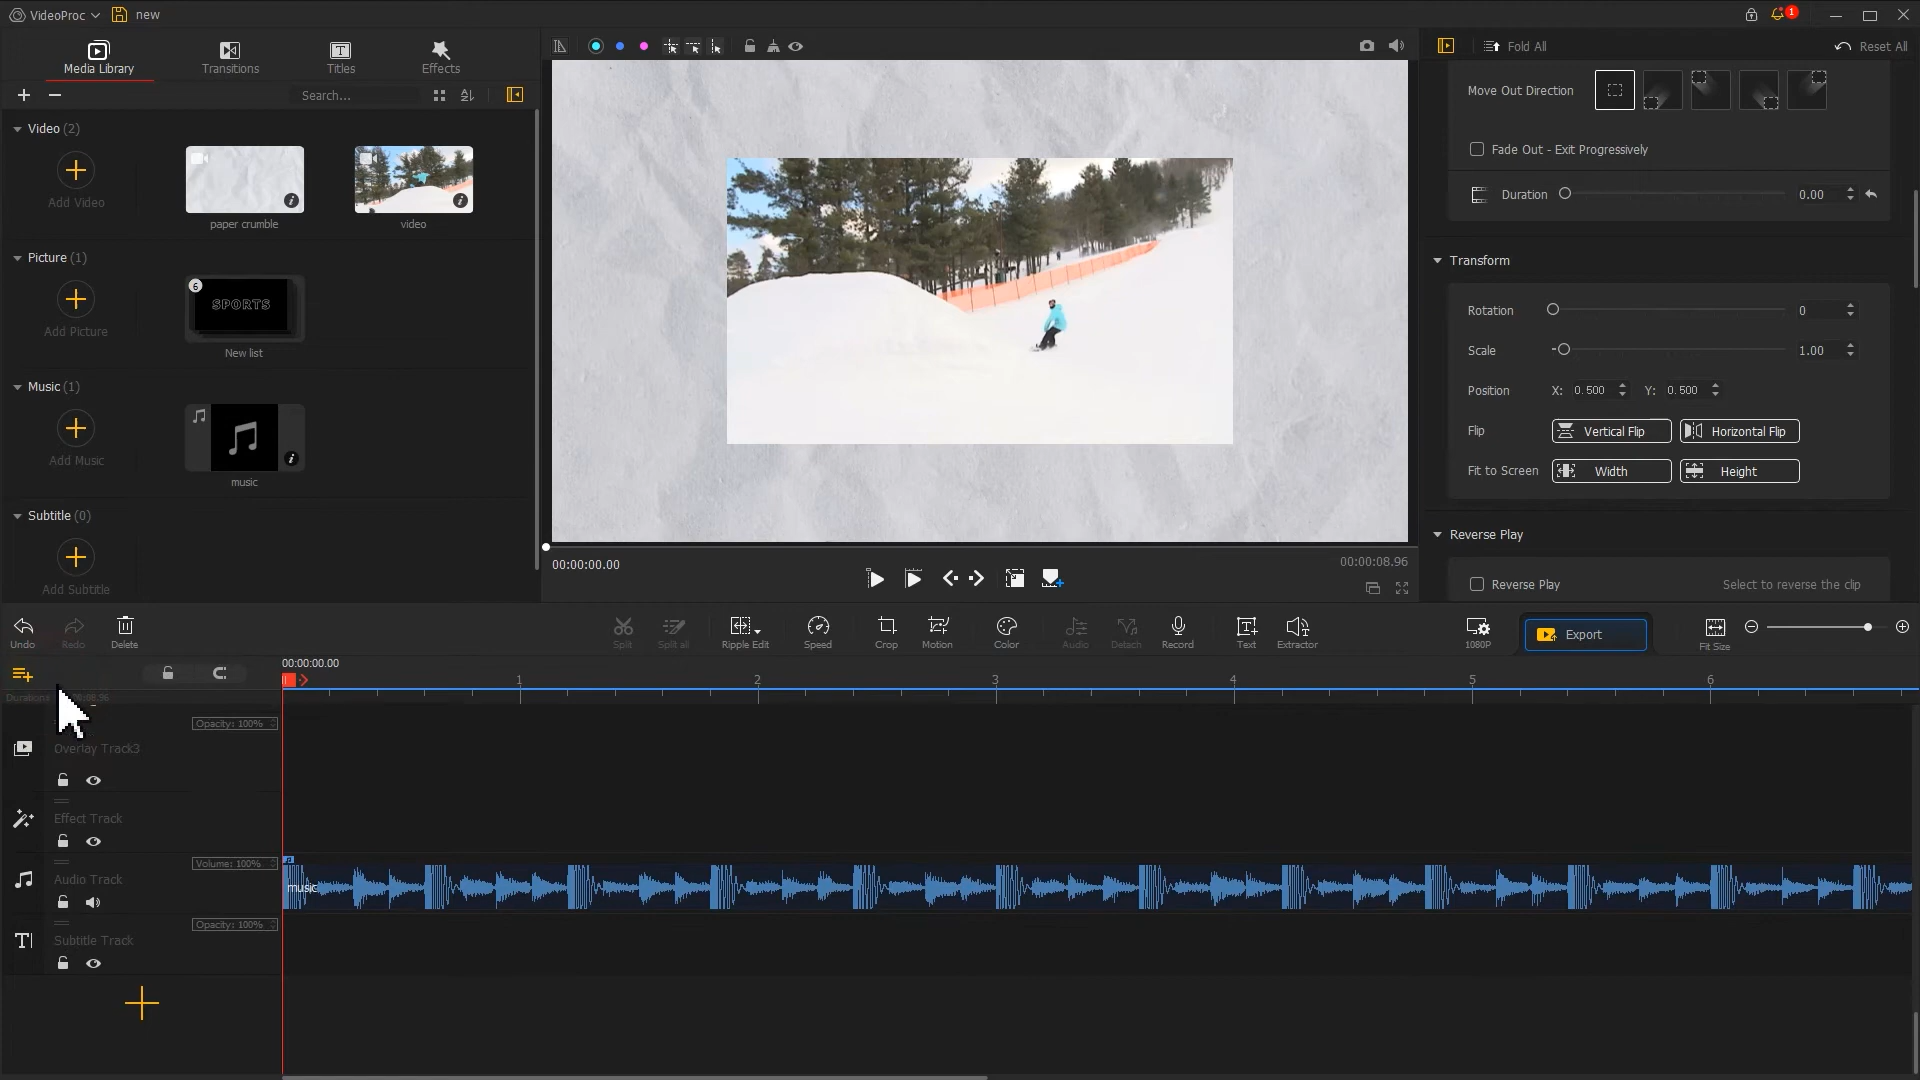 VideoProc
new
1
Media Library
Transitions
Titles
Effects
Fold All
Reset All
Search...
Move Out Direction
Video (2)
Fade Out - Exit Progressively
Add Video
Duration
0.00
paper crumble
video
Picture (1)
Transform
6
SPORTS
Rotation
0
Add Picture
New list
Scale
1.00
Music (1)
Position
X: 0.500
Y: 0.500
Flip
Vertical Flip
Horizontal Flip
Add Music
music
Fit to Screen
Width
Height
Subtitle (0)
Reverse Play
00:00:00.00
00:00:08.96
Add Subtitle
Reverse Play
Select to reverse the clip
Undo
Redo
Delete
Split
Split all
Ripple Edit
Speed
Crop
Motion
Color
Audio
Detach
Record
Text
Extractor
1080P
Export
Fit Size
00:00:00.00
1
2
3
4
5
6
Opacity: 100%
Overlay Track3
Effect Track
Volume: 100%
Audio Track
music
Opacity: 100%
Subtitle Track